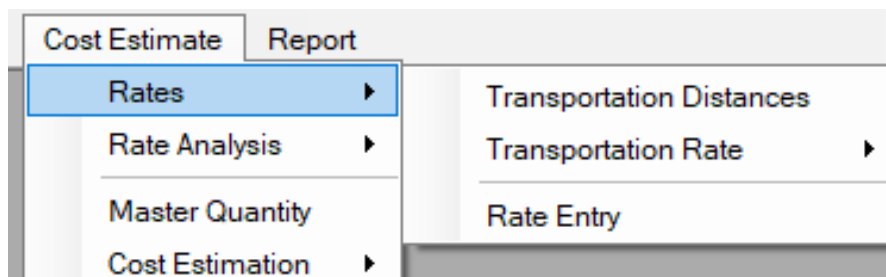 Cost Estimate Report
Rates
Transportation Distances
Rate Analysis
Transportation Rate
Master Quantity
Rate Entry
Cost Estimation